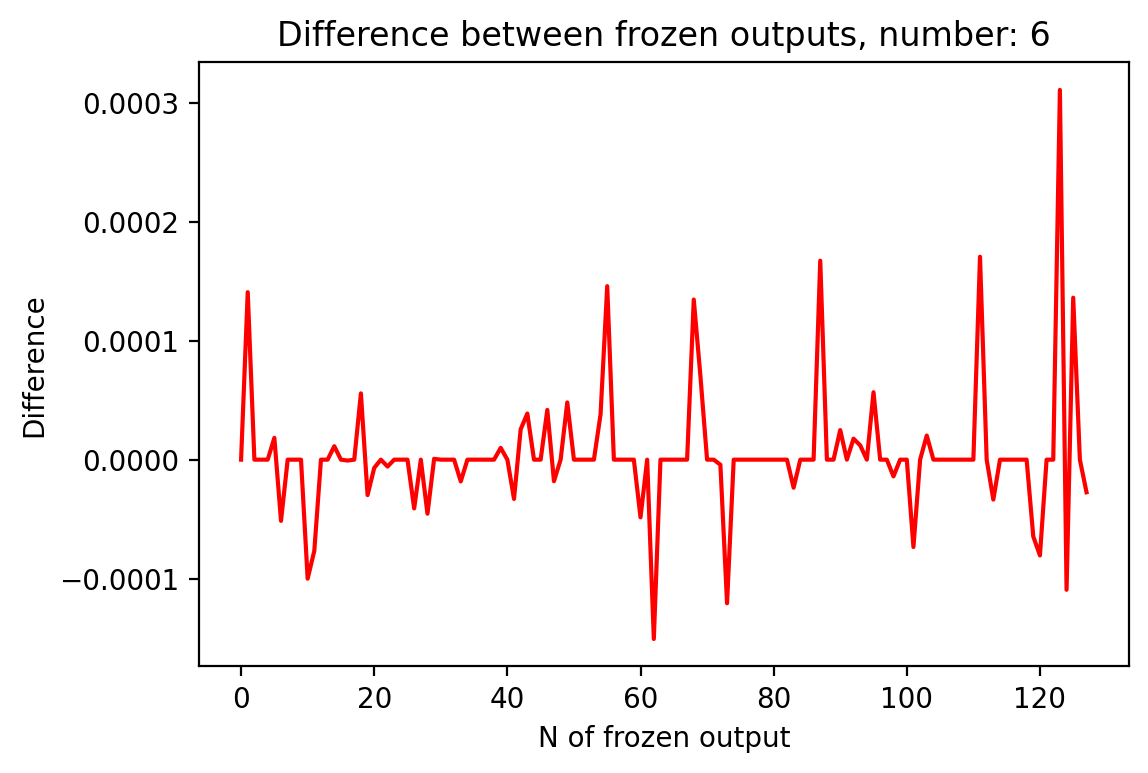 Difference between frozen outputs, number: 6
0.0003
0.0002
0.0001
0.0000
−0.0001
Difference
0 20 40 60 80 100 120
N of frozen output